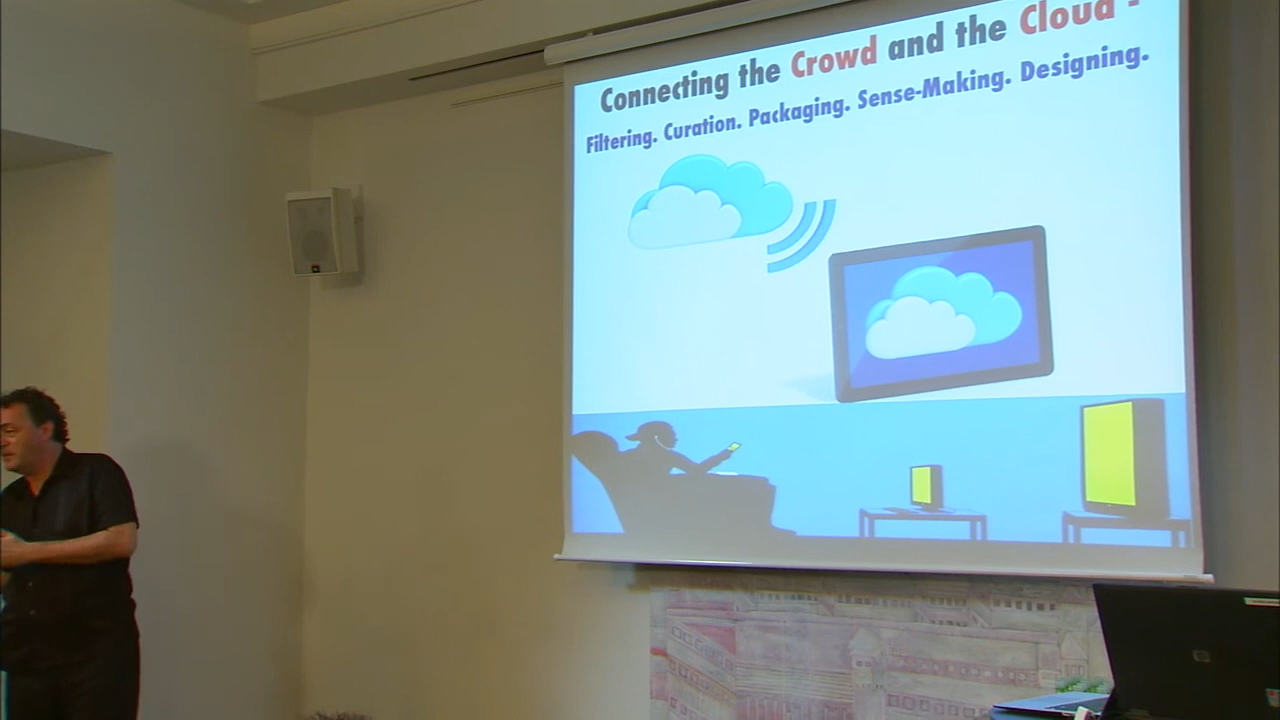 Connecting the Crowd and the Cloud -
Filtering. Curation. Packaging. Sense-Making. Designing.